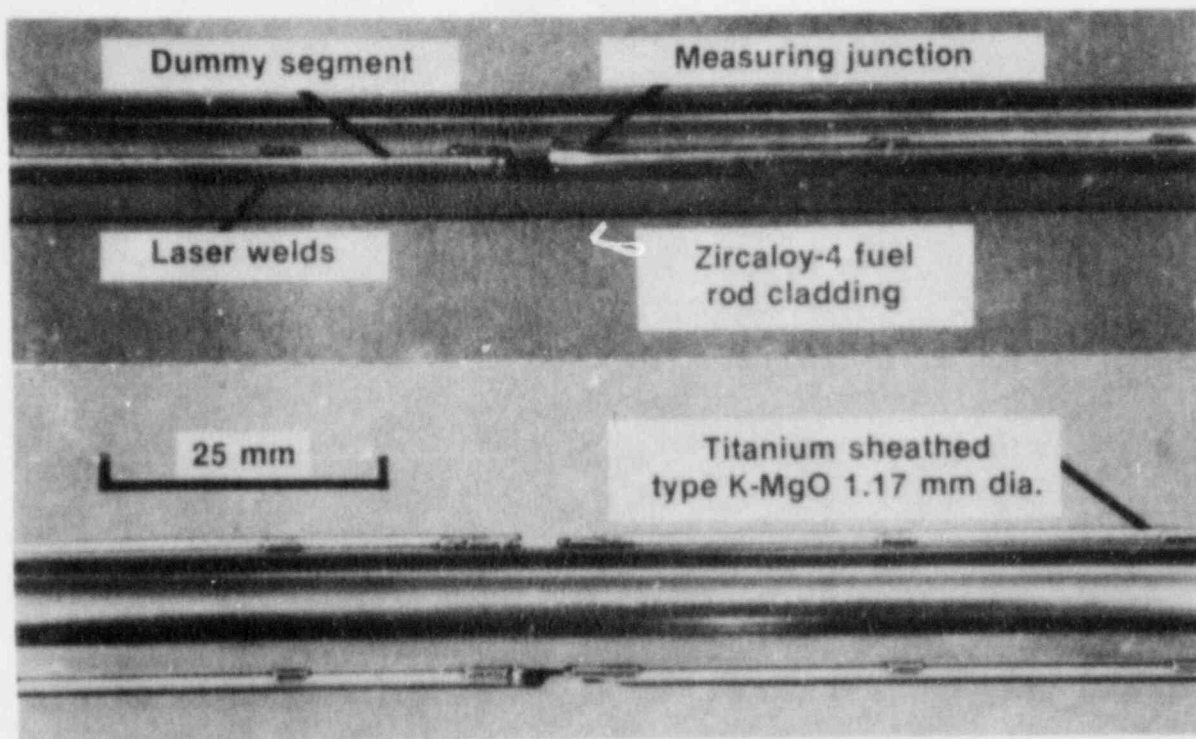 Dummy segment
Measuring junction
Laser welds
Zircaloy-4 fuel
rod cladding
25 mm
Titanium sheathed
type K-MgO 1.17 mm dia.